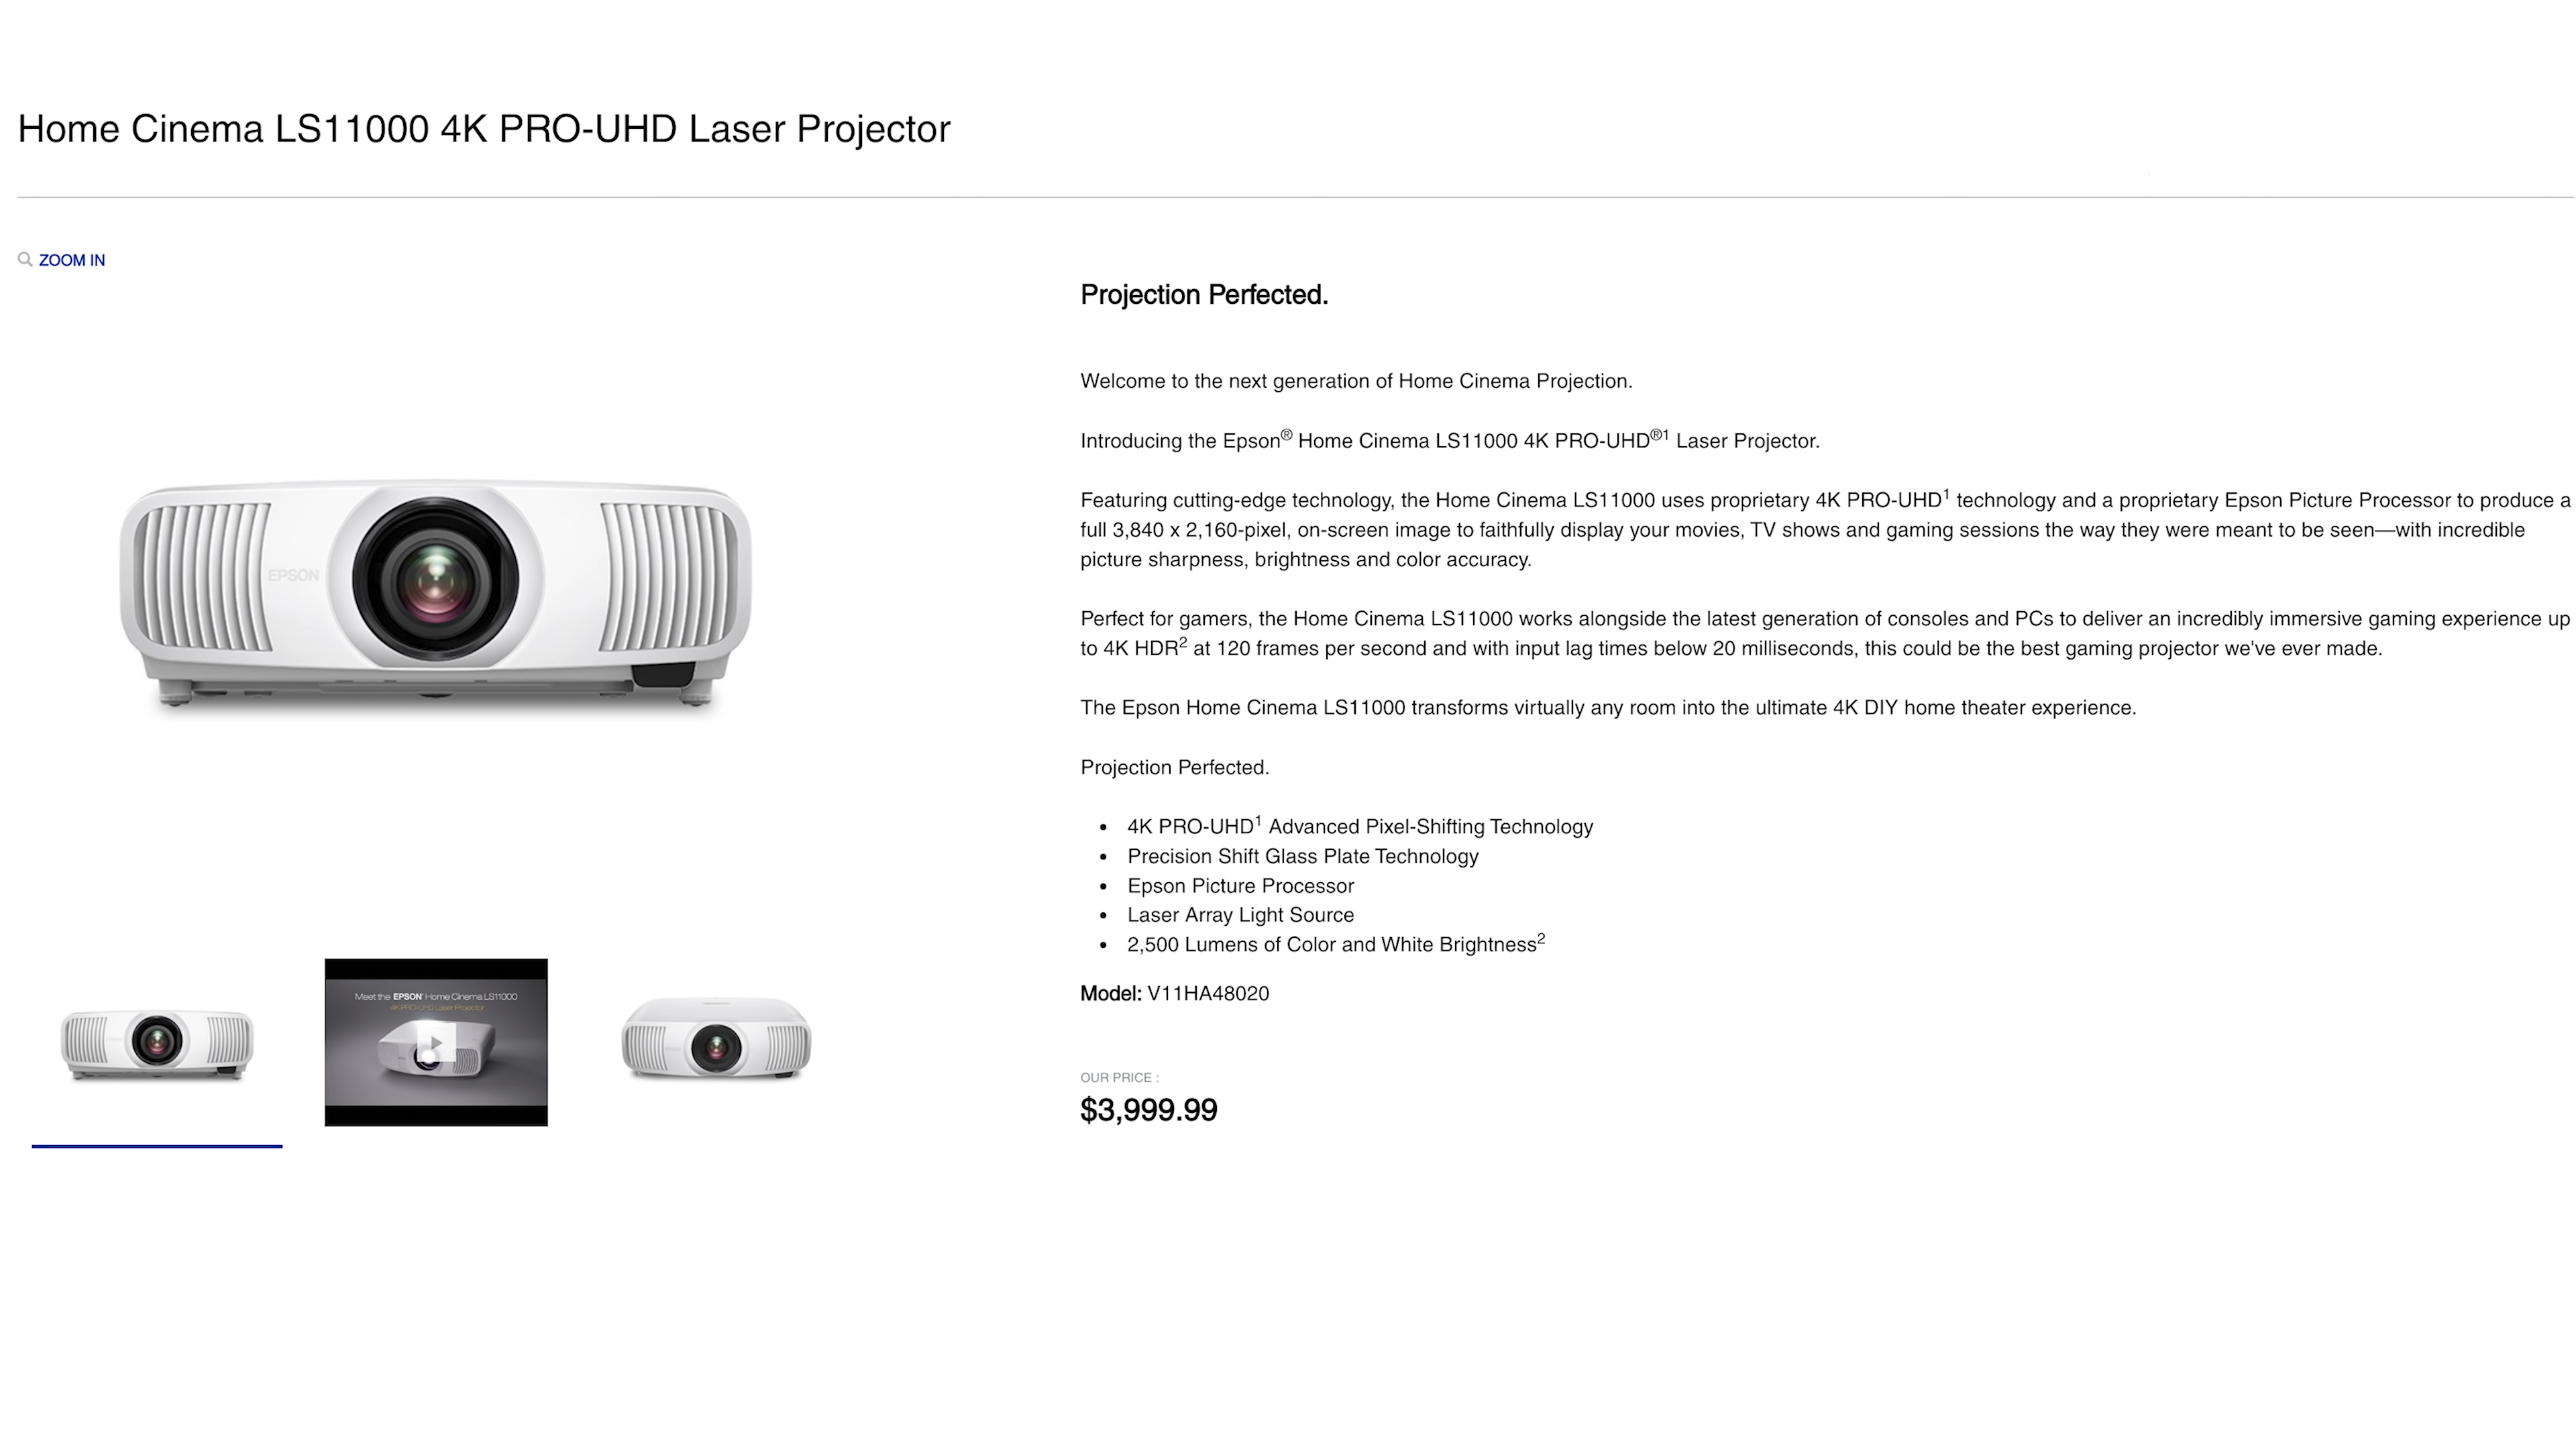 Home Cinema LS11000 4K PRO-UHD Laser Projector
ZOOM IN
EPSON
Meet the EPSON® Home Cinema LS11000
4K PRO-UHD Laser Projector
Projection Perfected.
Welcome to the next generation of Home Cinema Projection.
Introducing the Epson® Home Cinema LS11000 4K PRO-UHD®¹ Laser Projector.
Featuring cutting-edge technology, the Home Cinema LS11000 uses proprietary 4K PRO-UHD¹ technology and a proprietary Epson Picture Processor to produce a
full 3,840 x 2,160-pixel, on-screen image to faithfully display your movies, TV shows and gaming sessions the way they were meant to be seen—with incredible
picture sharpness, brightness and color accuracy.
Perfect for gamers, the Home Cinema LS11000 works alongside the latest generation of consoles and PCs to deliver an incredibly immersive gaming experience up
to 4K HDR² at 120 frames per second and with input lag times below 20 milliseconds, this could be the best gaming projector we've ever made.
The Epson Home Cinema LS11000 transforms virtually any room into the ultimate 4K DIY home theater experience.
Projection Perfected.
• 4K PRO-UHD¹ Advanced Pixel-Shifting Technology
• Precision Shift Glass Plate Technology
• Epson Picture Processor
• Laser Array Light Source
• 2,500 Lumens of Color and White Brightness²
Model: V11HA48020
OUR PRICE :
$3,999.99